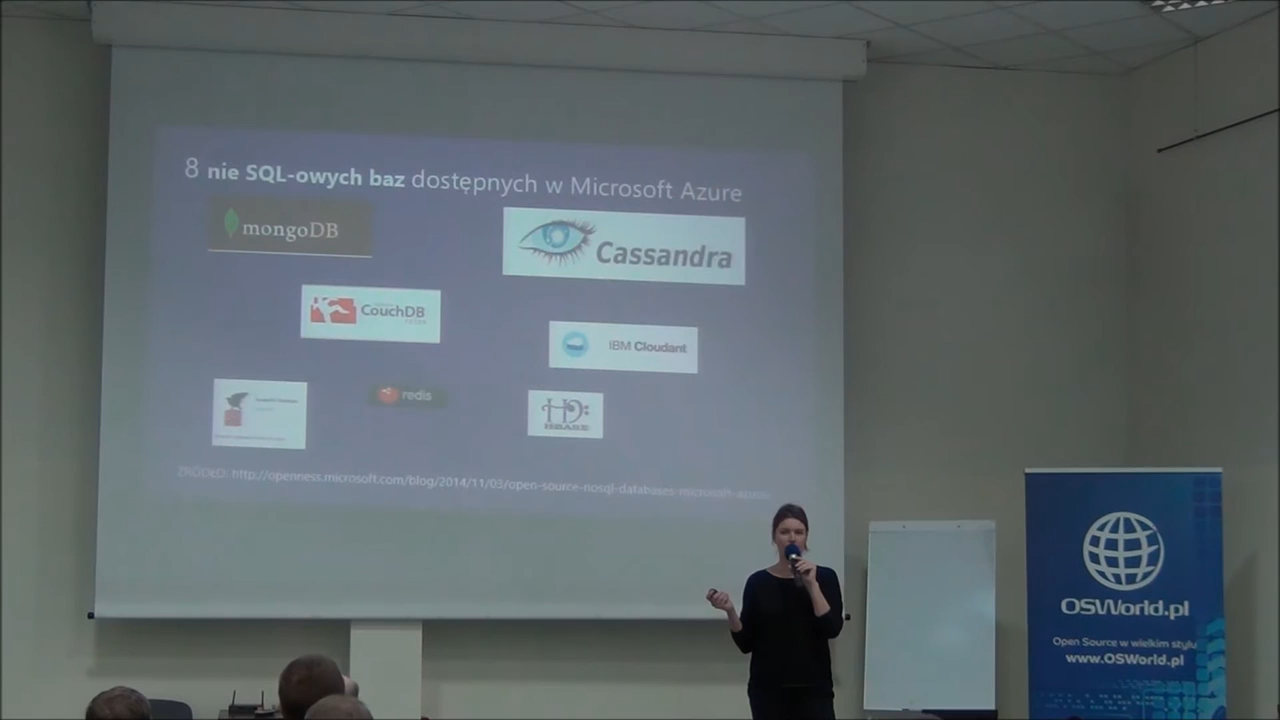 8 nie SQL-owych baz dostępnych w Microsoft Azure
mongoDB
Cassandra
CouchDB
IBM Cloudant
redis
HBASE
ŹRÓDŁO: http://openness.microsoft.com/blog/2014/11/03/open-source-nosql-databases-microsoft-azure
OSWorld.pl
Open Source w wielkim stylu
www.OSWorld.pl